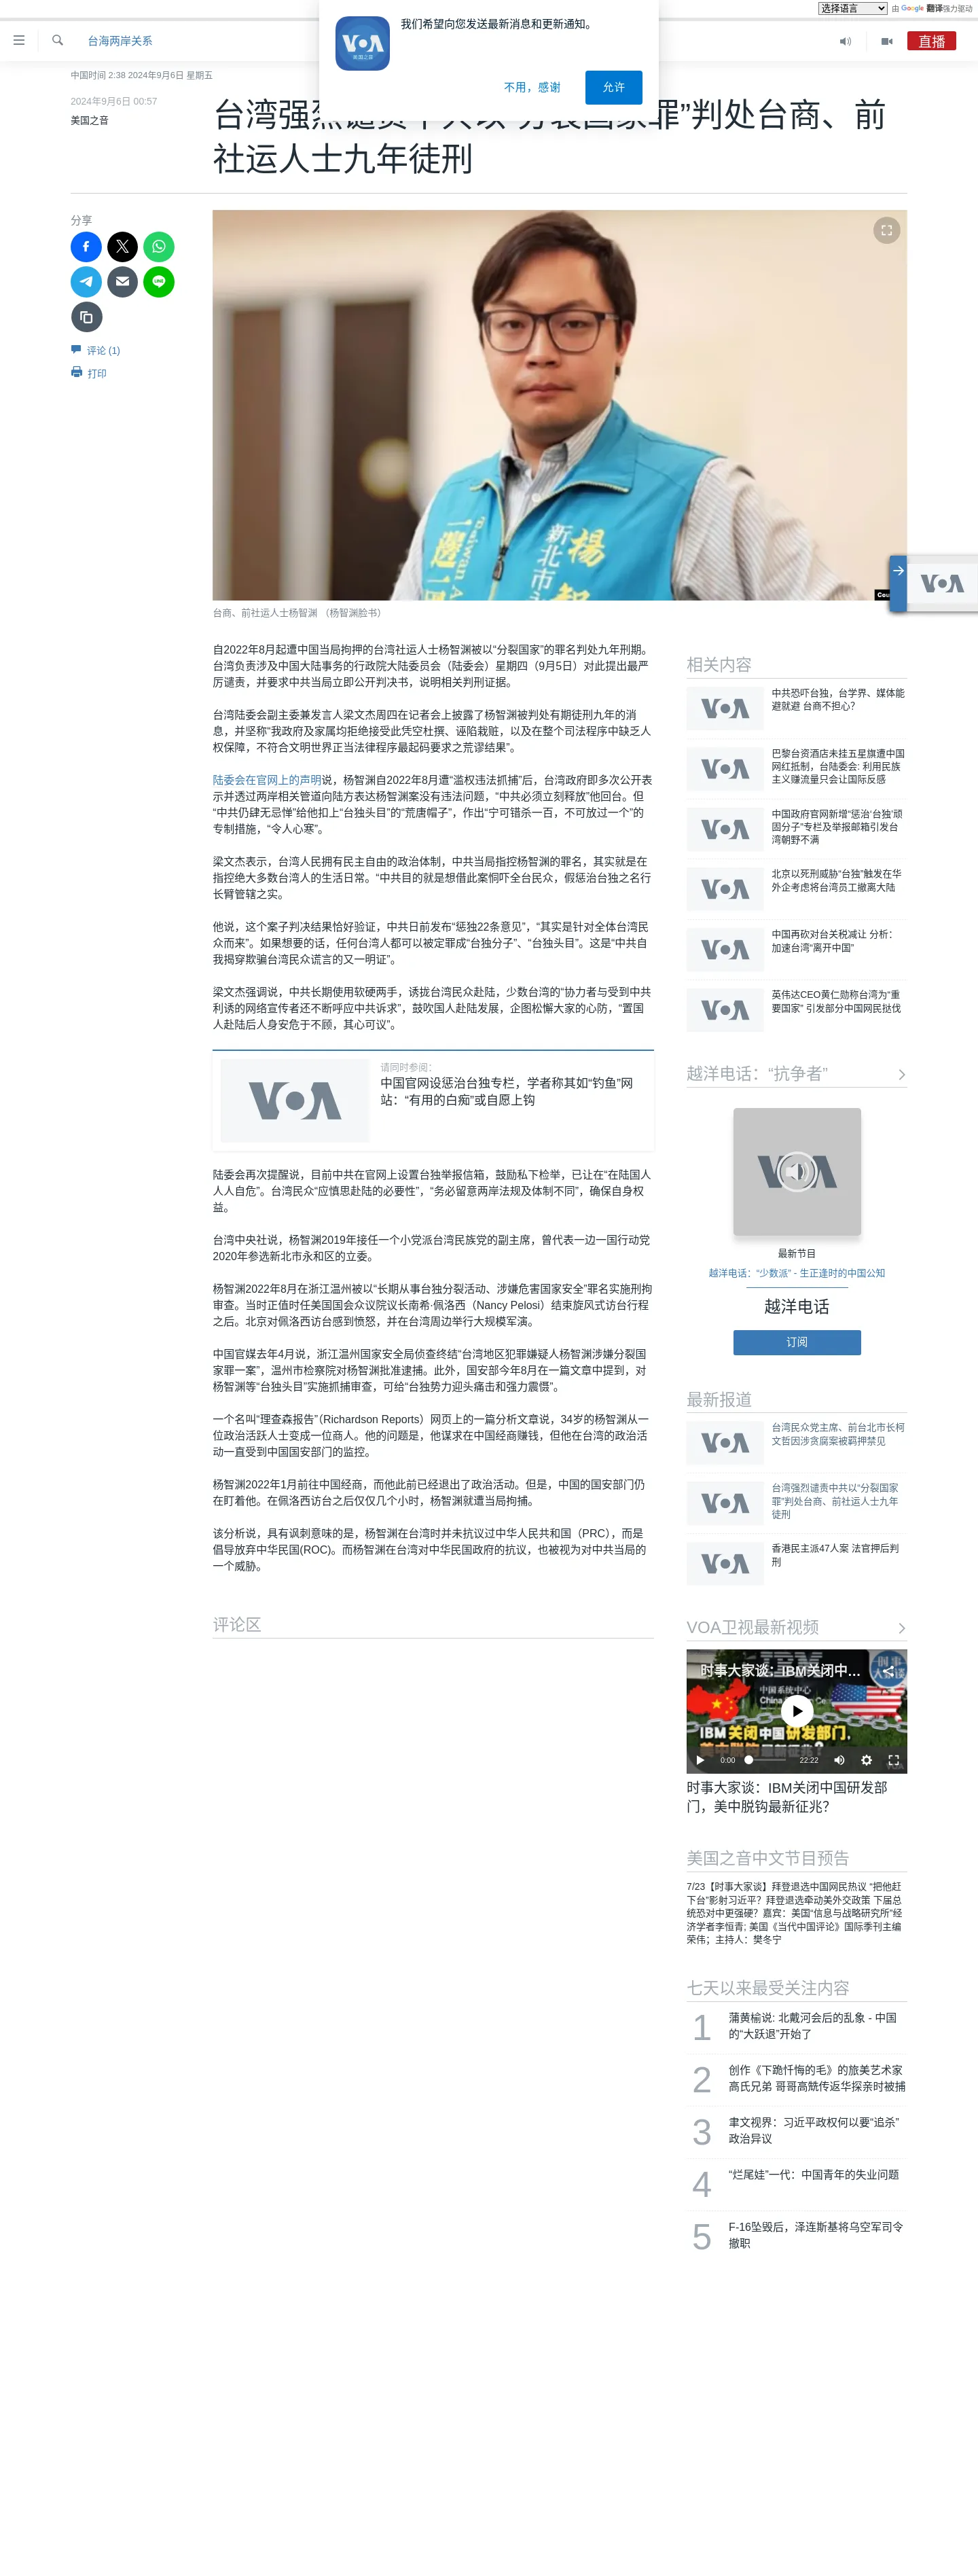 选择语言 由 Google 翻译强力驱动
我们希望向您发送最新消息和更新通知。
VOA
美国之音
不用，感谢
允许
台海两岸关系
直播
中国时间 2:38 2024年9月6日 星期五
2024年9月6日 00:57
美国之音
台湾强烈谴责中共以“分裂国家罪”判处台商、前
社运人士九年徒刑
分享
评论 (1)
打印
楊智
新北市
一邊
Taiwan
Cou
台商、前社运人士杨智渊 （杨智渊脸书）
自2022年8月起遭中国当局拘押的台湾社运人士杨智渊被以“分裂国家”的罪名判处九年刑期。
台湾负责涉及中国大陆事务的行政院大陆委员会（陆委会）星期四（9月5日）对此提出最严
厉谴责，并要求中共当局立即公开判决书，说明相关判刑证据。
台湾陆委会副主委兼发言人梁文杰周四在记者会上披露了杨智渊被判处有期徒刑九年的消
息，并坚称“我政府及家属均拒绝接受此凭空杜撰、诬陷栽赃，以及在整个司法程序中缺乏人
权保障，不符合文明世界正当法律程序最起码要求之荒谬结果”。
陆委会在官网上的声明说，杨智渊自2022年8月遭“滥权违法抓捕”后，台湾政府即多次公开表
示并透过两岸相关管道向陆方表达杨智渊案没有违法问题，“中共必须立刻释放”他回台。但
“中共仍肆无忌惮”给他扣上“台独头目”的“荒唐帽子”，作出“宁可错杀一百，不可放过一个”的
专制措施，“令人心寒”。
梁文杰表示，台湾人民拥有民主自由的政治体制，中共当局指控杨智渊的罪名，其实就是在
指控绝大多数台湾人的生活日常。“中共目的就是想借此案恫吓全台民众，假惩治台独之名行
长臂管辖之实。
他说，这个案子判决结果恰好验证，中共日前发布“惩独22条意见”，“其实是针对全体台湾民
众而来”。如果想要的话，任何台湾人都可以被定罪成“台独分子”、“台独头目”。这是“中共自
我揭穿欺骗台湾民众谎言的又一明证”。
梁文杰强调说，中共长期使用软硬两手，诱拢台湾民众赴陆，少数台湾的“协力者与受到中共
利诱的网络宣传者还不断呼应中共诉求”，鼓吹国人赴陆发展，企图松懈大家的心防，“置国
人赴陆后人身安危于不顾，其心可议”。
VOA
请同时参阅：
中国官网设惩治台独专栏，学者称其如“钓鱼”网
站：“有用的白痴”或自愿上钩
陆委会再次提醒说，目前中共在官网上设置台独举报信箱，鼓励私下检举，已让在“在陆国人
人人自危”。台湾民众“应慎思赴陆的必要性”，“务必留意两岸法规及体制不同”，确保自身权
益。
台湾中央社说，杨智渊2019年接任一个小党派台湾民族党的副主席，曾代表一边一国行动党
2020年参选新北市永和区的立委。
杨智渊2022年8月在浙江温州被以“长期从事台独分裂活动、涉嫌危害国家安全”罪名实施刑拘
审查。当时正值时任美国国会众议院议长南希·佩洛西（Nancy Pelosi）结束旋风式访台行程
之后。北京对佩洛西访台感到愤怒，并在台湾周边举行大规模军演。
中国官媒去年4月说，浙江温州国家安全局侦查终结“台湾地区犯罪嫌疑人杨智渊涉嫌分裂国
家罪一案”，温州市检察院对杨智渊批准逮捕。此外，国安部今年8月在一篇文章中提到，对
杨智渊等“台独头目”实施抓捕审查，可给“台独势力迎头痛击和强力震慑”。
一个名叫“理查森报告”（Richardson Reports）网页上的一篇分析文章说，34岁的杨智渊从一
位政治活跃人士变成一位商人。他的问题是，他谋求在中国经商赚钱，但他在台湾的政治活
动一直受到中国国安部门的监控。
杨智渊2022年1月前往中国经商，而他此前已经退出了政治活动。但是，中国的国安部门仍
在盯着他。在佩洛西访台之后仅仅几个小时，杨智渊就遭当局拘捕。
该分析说，具有讽刺意味的是，杨智渊在台湾时并未抗议过中华人民共和国（PRC），而是
倡导放弃中华民国(ROC)。而杨智渊在台湾对中华民国政府的抗议，也被视为对中共当局的
一个威胁。
评论区
VOA
相关内容
VOA
中共恐吓台独，台学界、媒体能
避就避 台商不担心？
VOA
巴黎台资酒店未挂五星旗遭中国
网红抵制，台陆委会: 利用民族
主义赚流量只会让国际反感
VOA
中国政府官网新增“惩治‘台独’顽
固分子”专栏及举报邮箱引发台
湾朝野不满
VOA
北京以死刑威胁“台独”触发在华
外企考虑将台湾员工撤离大陆
VOA
中国再砍对台关税减让 分析：
加速台湾“离开中国”
VOA
英伟达CEO黄仁勋称台湾为“重
要国家” 引发部分中国网民挞伐
越洋电话：“抗争者”
VOA
最新节目
越洋电话：“少数派” - 生正逢时的中国公知
越洋电话
订阅
最新报道
VOA
台湾民众党主席、前台北市长柯
文哲因涉贪腐案被羁押禁见
VOA
台湾强烈谴责中共以“分裂国家
罪”判处台商、前社运人士九年
徒刑
VOA
香港民主派47人案 法官押后判
刑
VOA卫视最新视频
时事大家谈：IBM关闭中…
时事
大家谈
中国系统中心
IBM关闭中国研发部门，
美中脱钩最新征兆？
0:00
22:22
时事大家谈：IBM关闭中国研发部
门，美中脱钩最新征兆？
美国之音中文节目预告
7/23【时事大家谈】拜登退选中国网民热议 “把他赶
下台”影射习近平？拜登退选牵动美外交政策 下届总
统恐对中更强硬？嘉宾：美国“信息与战略研究所”经
济学者李恒青; 美国《当代中国评论》国际季刊主编
荣伟；主持人：樊冬宁
七天以来最受关注内容
1
蒲黄榆说: 北戴河会后的乱象 - 中国
的“大跃退”开始了
2
创作《下跪忏悔的毛》的旅美艺术家
高氏兄弟 哥哥高兟传返华探亲时被捕
3
聿文视界：习近平政权何以要“追杀”
政治异议
4
“烂尾娃”一代：中国青年的失业问题
5
F-16坠毁后，泽连斯基将乌空军司令
撤职